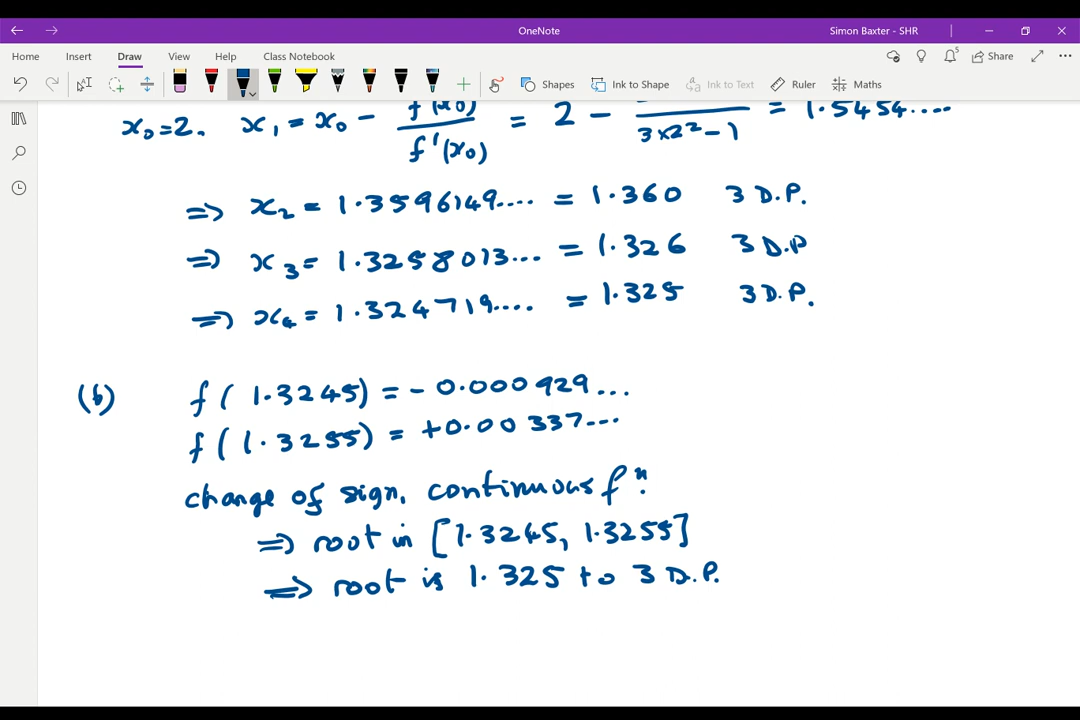 OneNote
Simon Baxter - SHR
Home Insert Draw View Help Class Notebook Share
Shapes Ink to Shape Ink to Text Ruler Maths
x₀=2. x₁ = x₀ - f(x₀)/f'(x₀) = 2 - /3×2²-1 = 1.5454....
⇒ x₂ = 1.3596149.... = 1.360 3 D.P.
⇒ x₃ = 1.3258013... = 1.326 3 D.P
⇒ x₄ = 1.324719.... = 1.325 3 D.P.
(b) f(1.3245) = - 0.000929...
f(1.3255) = +0.00337...
change of sign, continuous fⁿ.
⇒ root in [1.3245, 1.3255]
⇒ root is 1.325 to 3 D.P.